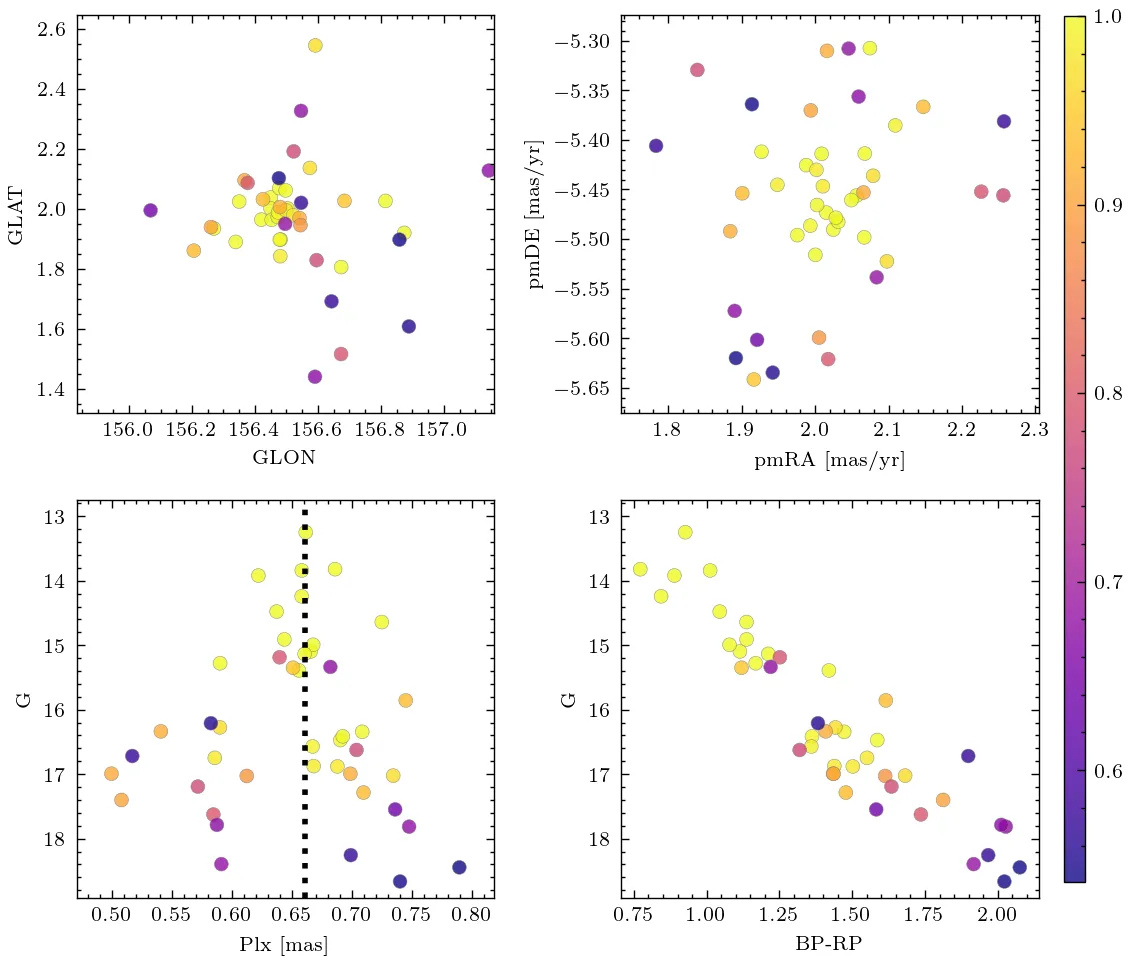 2.6
2.4
2.2
2.0
1.8
1.6
1.4
GLAT
156.0 156.2 156.4 156.6 156.8 157.0
GLON
−5.30
−5.35
−5.40
−5.45
−5.50
−5.55
−5.60
−5.65
pmDE [mas/yr]
1.8 1.9 2.0 2.1 2.2 2.3
pmRA [mas/yr]
13
14
15
16
17
18
G
0.50 0.55 0.60 0.65 0.70 0.75 0.80
Plx [mas]
13
14
15
16
17
18
G
0.75 1.00 1.25 1.50 1.75 2.00
BP-RP
1.0
0.9
0.8
0.7
0.6